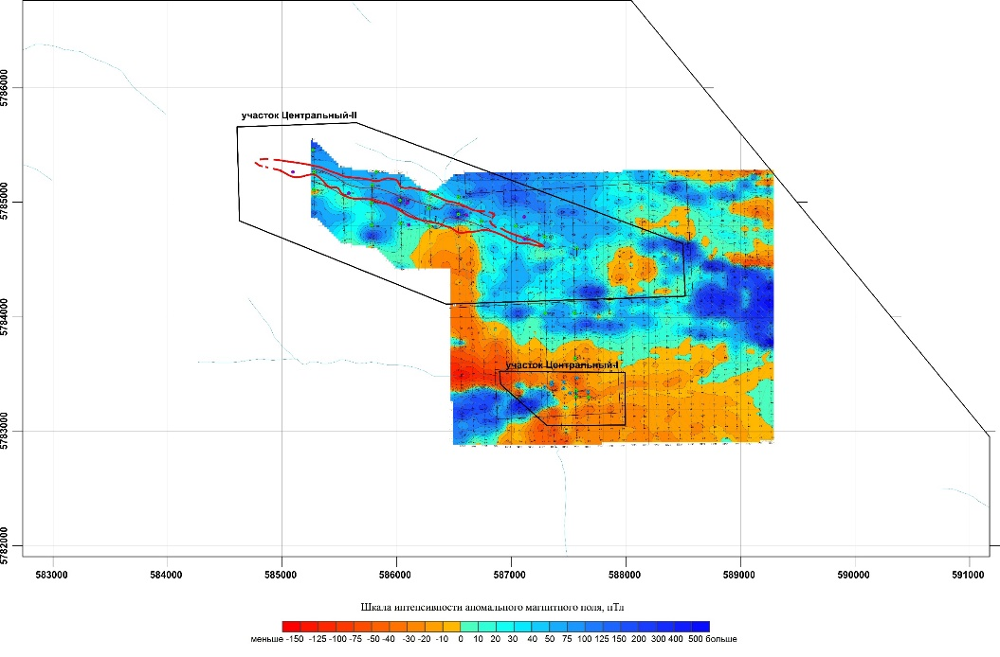 5786000
участок Центральный-II
5785000
5784000
участок Центральный-I
5783000
5782000
583000 584000 585000 586000 587000 588000 589000 590000 591000
Шкала интенсивности аномального магнитного поля, нТл
меньше -150 -125 -100 -75 -50 -40 -30 -20 -10 0 10 20 30 40 50 75 100 125 150 200 300 400 500 больше